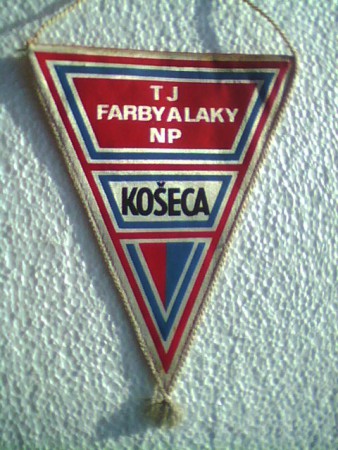 TJ
FARBY A LAKY
NP
KOŠECA